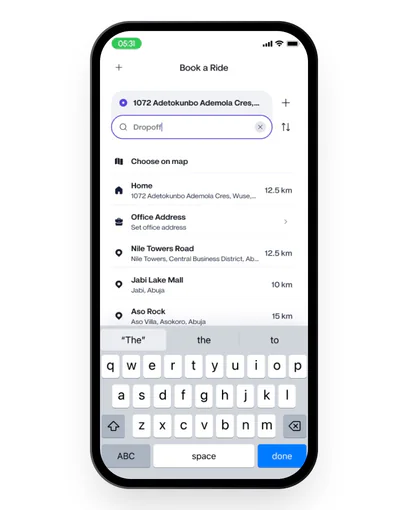 05:31
Book a Ride
1072 Adetokunbo Ademola Cres,...
Dropoff
Choose on map
Home
1072 Adetokunbo Ademola Cres, Wuse,...
12.5 km
Office Address
Set office address
Nile Towers Road
Nile Towers, Central Business District, Ab...
12.5 km
Jabi Lake Mall
Jabi, Abuja
10 km
Aso Rock
Aso Villa, Asokoro, Abuja
15 km
“The” the to
q w e r t y u i o p
a s d f g h j k l
z x c v b n m
ABC space done